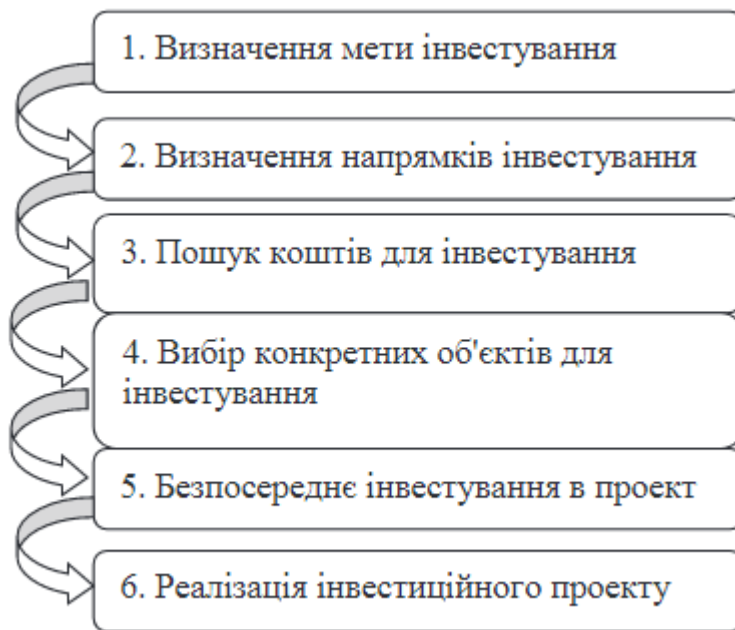 1. Визначення мети інвестування
2. Визначення напрямків інвестування
3. Пошук коштів для інвестування
4. Вибір конкретних об'єктів для
інвестування
5. Безпосереднє інвестування в проект
6. Реалізація інвестиційного проекту